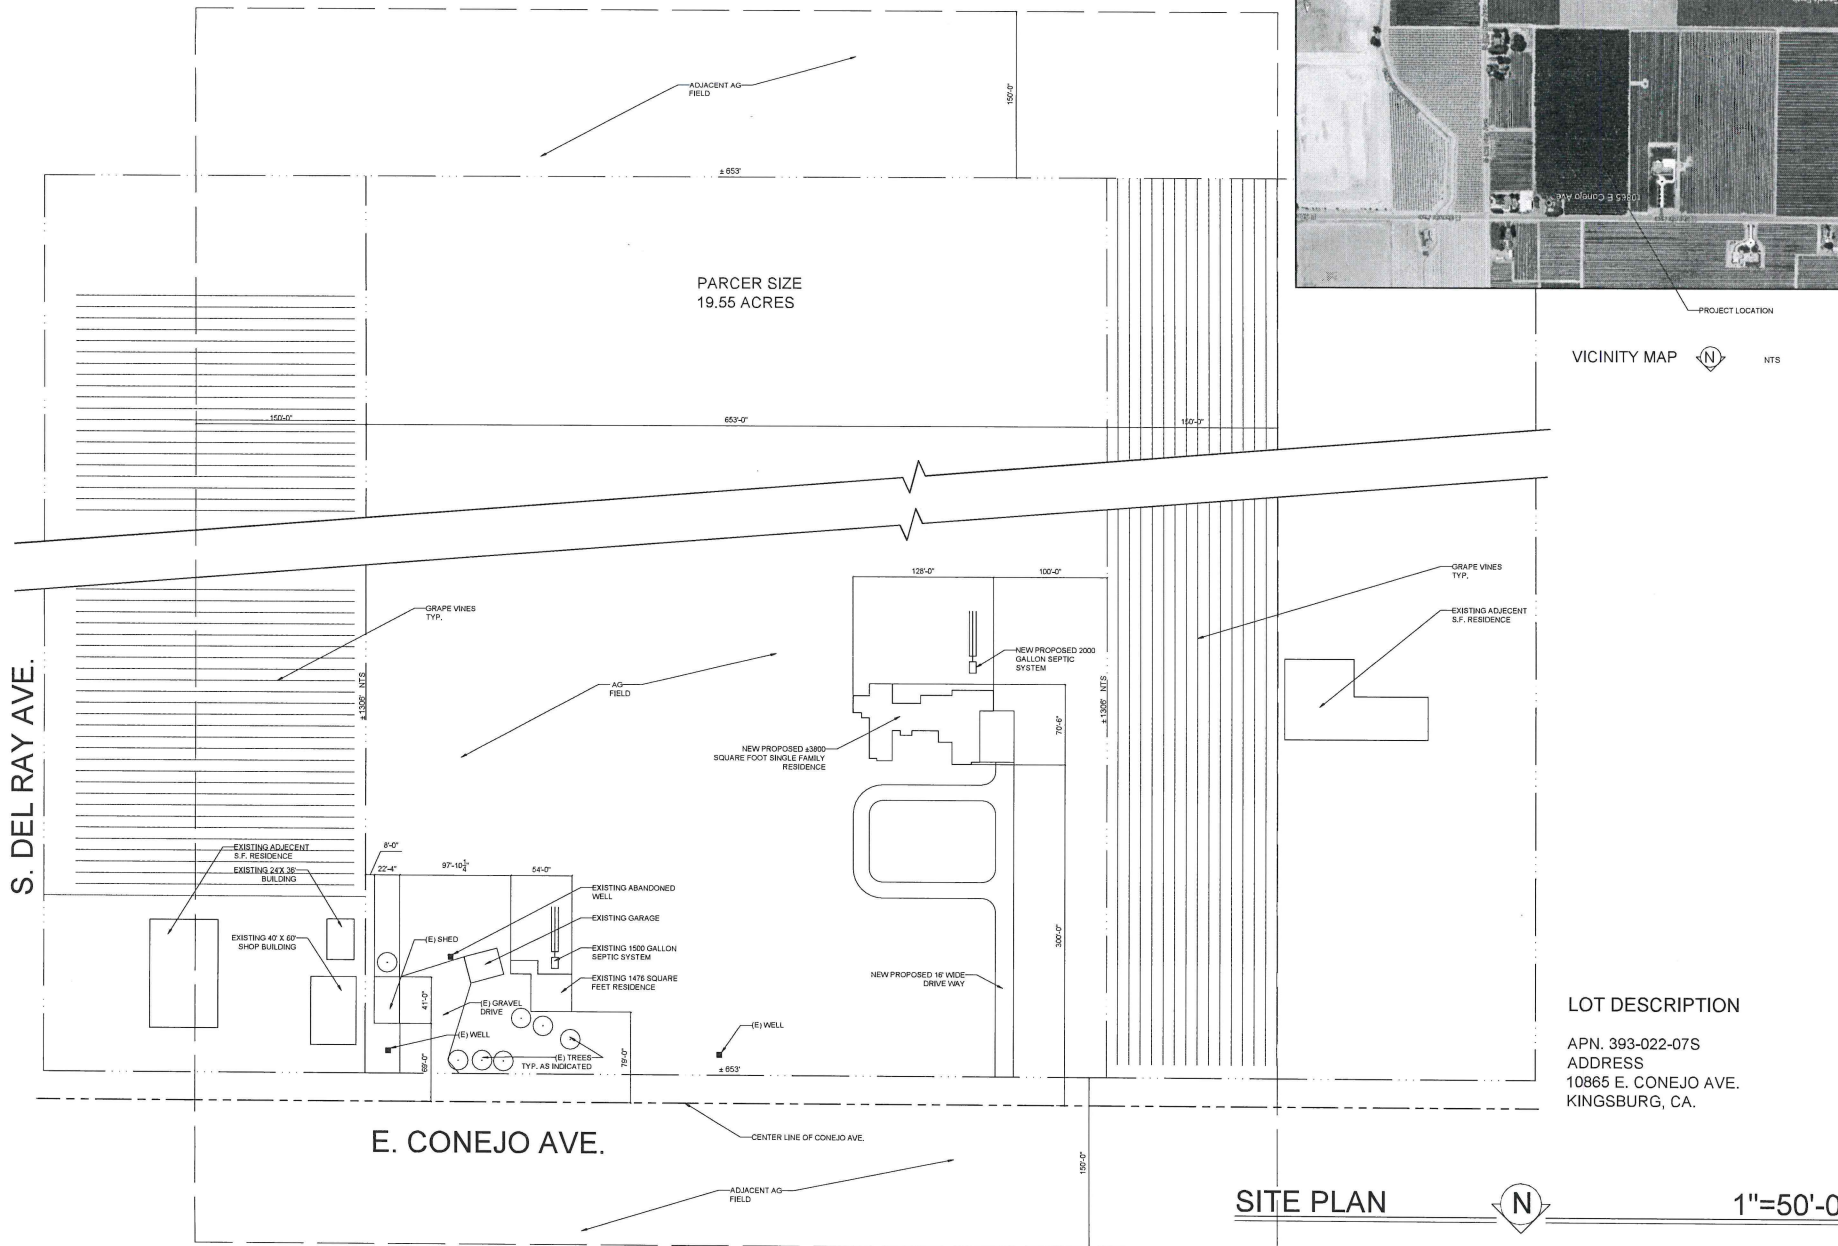 ADJACENT AG
FIELD
150'-0"
± 653'
PARCER SIZE
19.55 ACRES
10865 E Conejo Ave
PROJECT LOCATION
VICINITY MAP
N
NTS
150'-0"
653'-0"
150'-0"
GRAPE VINES
TYP.
128'-0"
100'-0"
GRAPE VINES
TYP.
EXISTING ADJECENT
S.F. RESIDENCE
NEW PROPOSED 2000
GALLON SEPTIC
SYSTEM
AG
FIELD
±1306' NTS
±1306' NTS
70'-6"
NEW PROPOSED ±3800
SQUARE FOOT SINGLE FAMILY
RESIDENCE
S. DEL RAY AVE.
EXISTING ADJECENT
S.F. RESIDENCE
EXISTING 24'X 36'
BUILDING
EXISTING 40' X 60'
SHOP BUILDING
8'-0"
22'-4"
97'-10 1/4"
54'-0"
EXISTING ABANDONED
WELL
EXISTING GARAGE
EXISTING 1500 GALLON
SEPTIC SYSTEM
EXISTING 1476 SQUARE
FEET RESIDENCE
(E) SHED
41'-0"
(E) GRAVEL
DRIVE
(E) WELL
69'-0"
(E) TREES
TYP. AS INDICATED
79'-0"
(E) WELL
± 653'
300'-0"
NEW PROPOSED 16' WIDE
DRIVE WAY
LOT DESCRIPTION
APN. 393-022-07S
ADDRESS
10865 E. CONEJO AVE.
KINGSBURG, CA.
E. CONEJO AVE.
CENTER LINE OF CONEJO AVE.
150'-0"
ADJACENT AG
FIELD
SITE PLAN
N
1"=50'-0